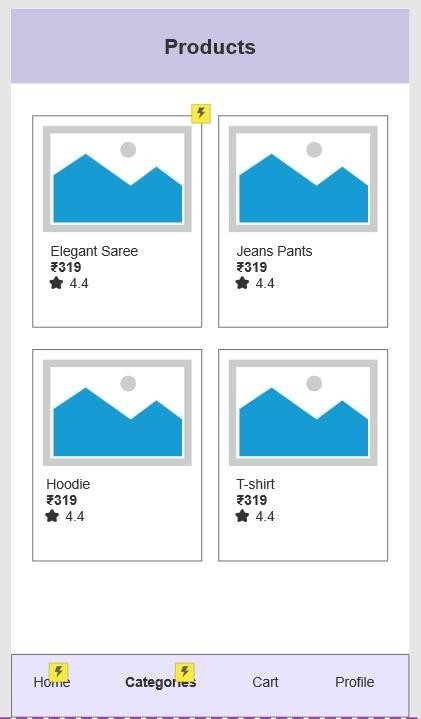 Products
Elegant Saree
₹319
4.4
Jeans Pants
₹319
4.4
Hoodie
₹319
4.4
T-shirt
₹319
4.4
Home Categories Cart Profile